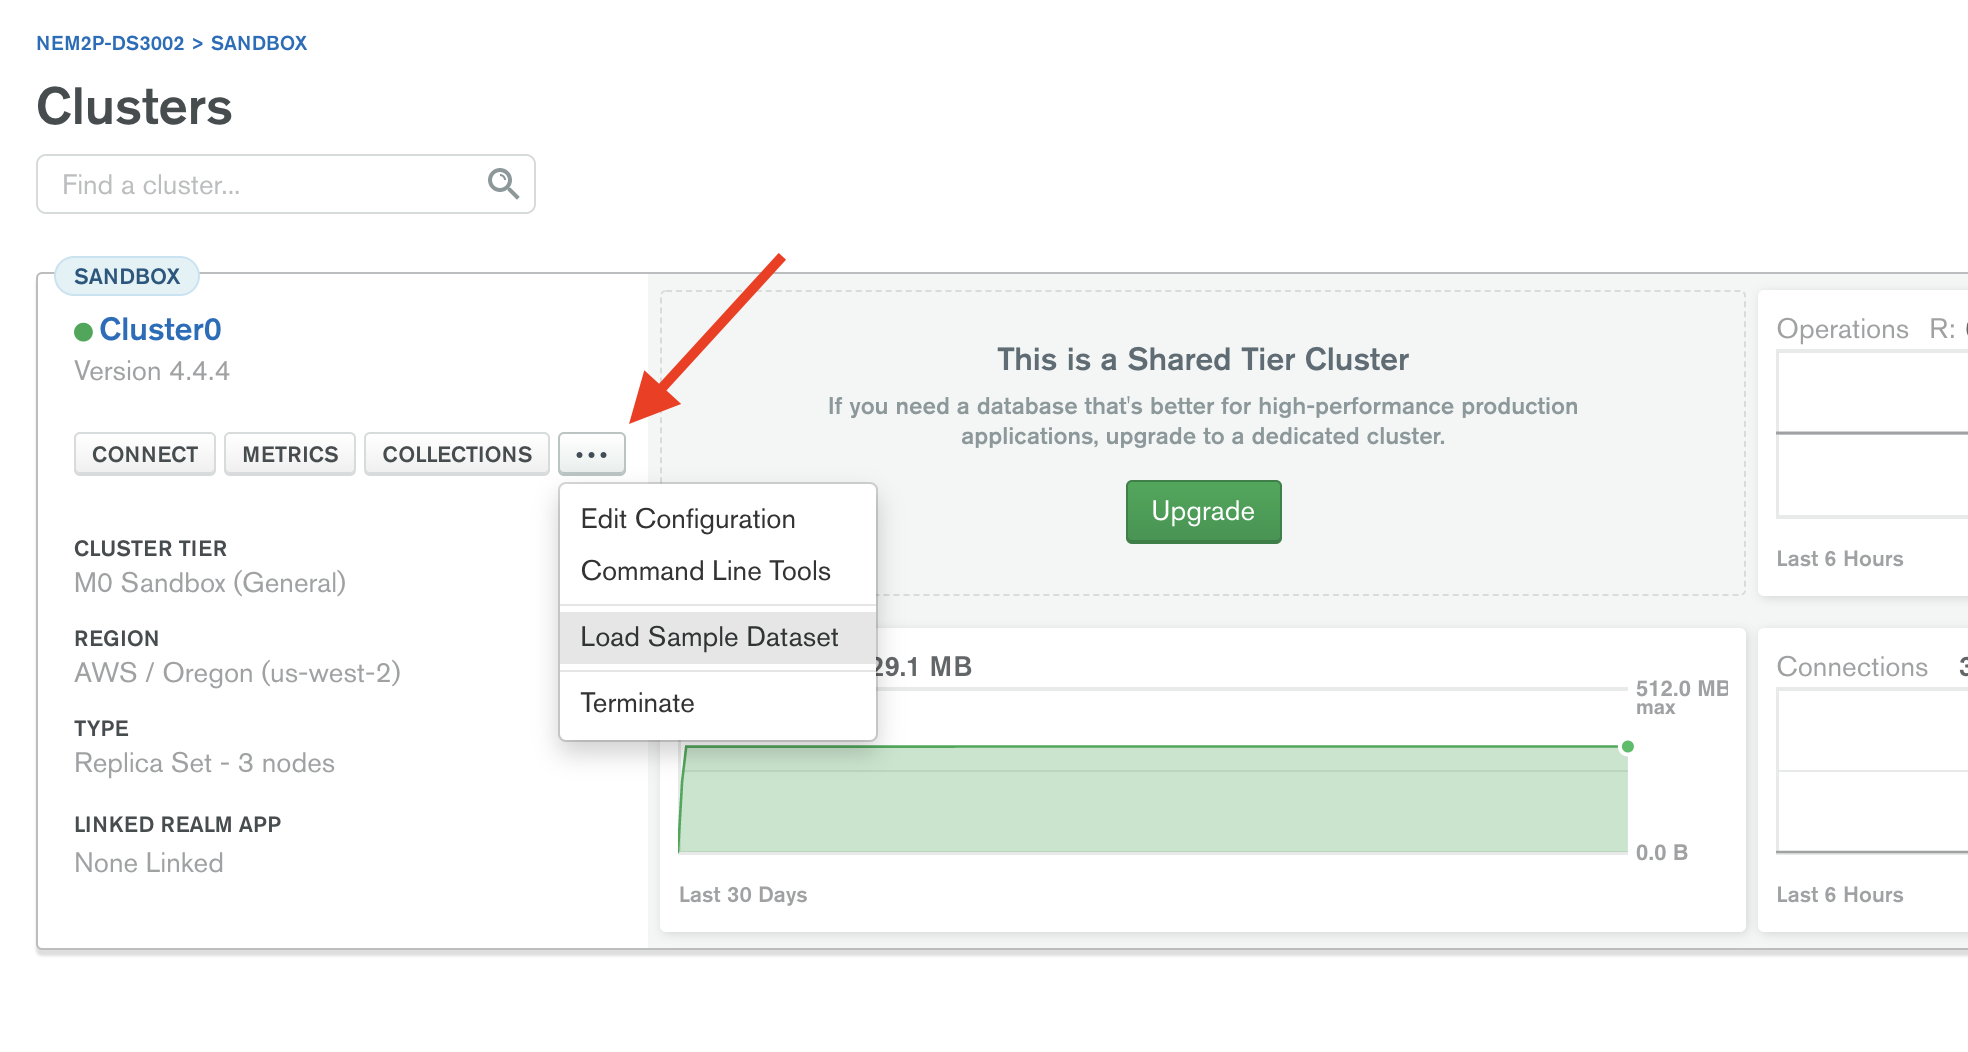 NEM2P-DS3002 > SANDBOX
Clusters
Find a cluster...
SANDBOX
Cluster0
Version 4.4.4
CONNECT
METRICS
COLLECTIONS
...
Edit Configuration
Command Line Tools
Load Sample Dataset
Terminate
CLUSTER TIER
M0 Sandbox (General)
REGION
AWS / Oregon (us-west-2)
TYPE
Replica Set - 3 nodes
LINKED REALM APP
None Linked
This is a Shared Tier Cluster
If you need a database that's better for high-performance production
applications, upgrade to a dedicated cluster.
Upgrade
29.1 MB
512.0 MB
max
0.0 B
Last 30 Days
Operations R:
Last 6 Hours
Connections
Last 6 Hours